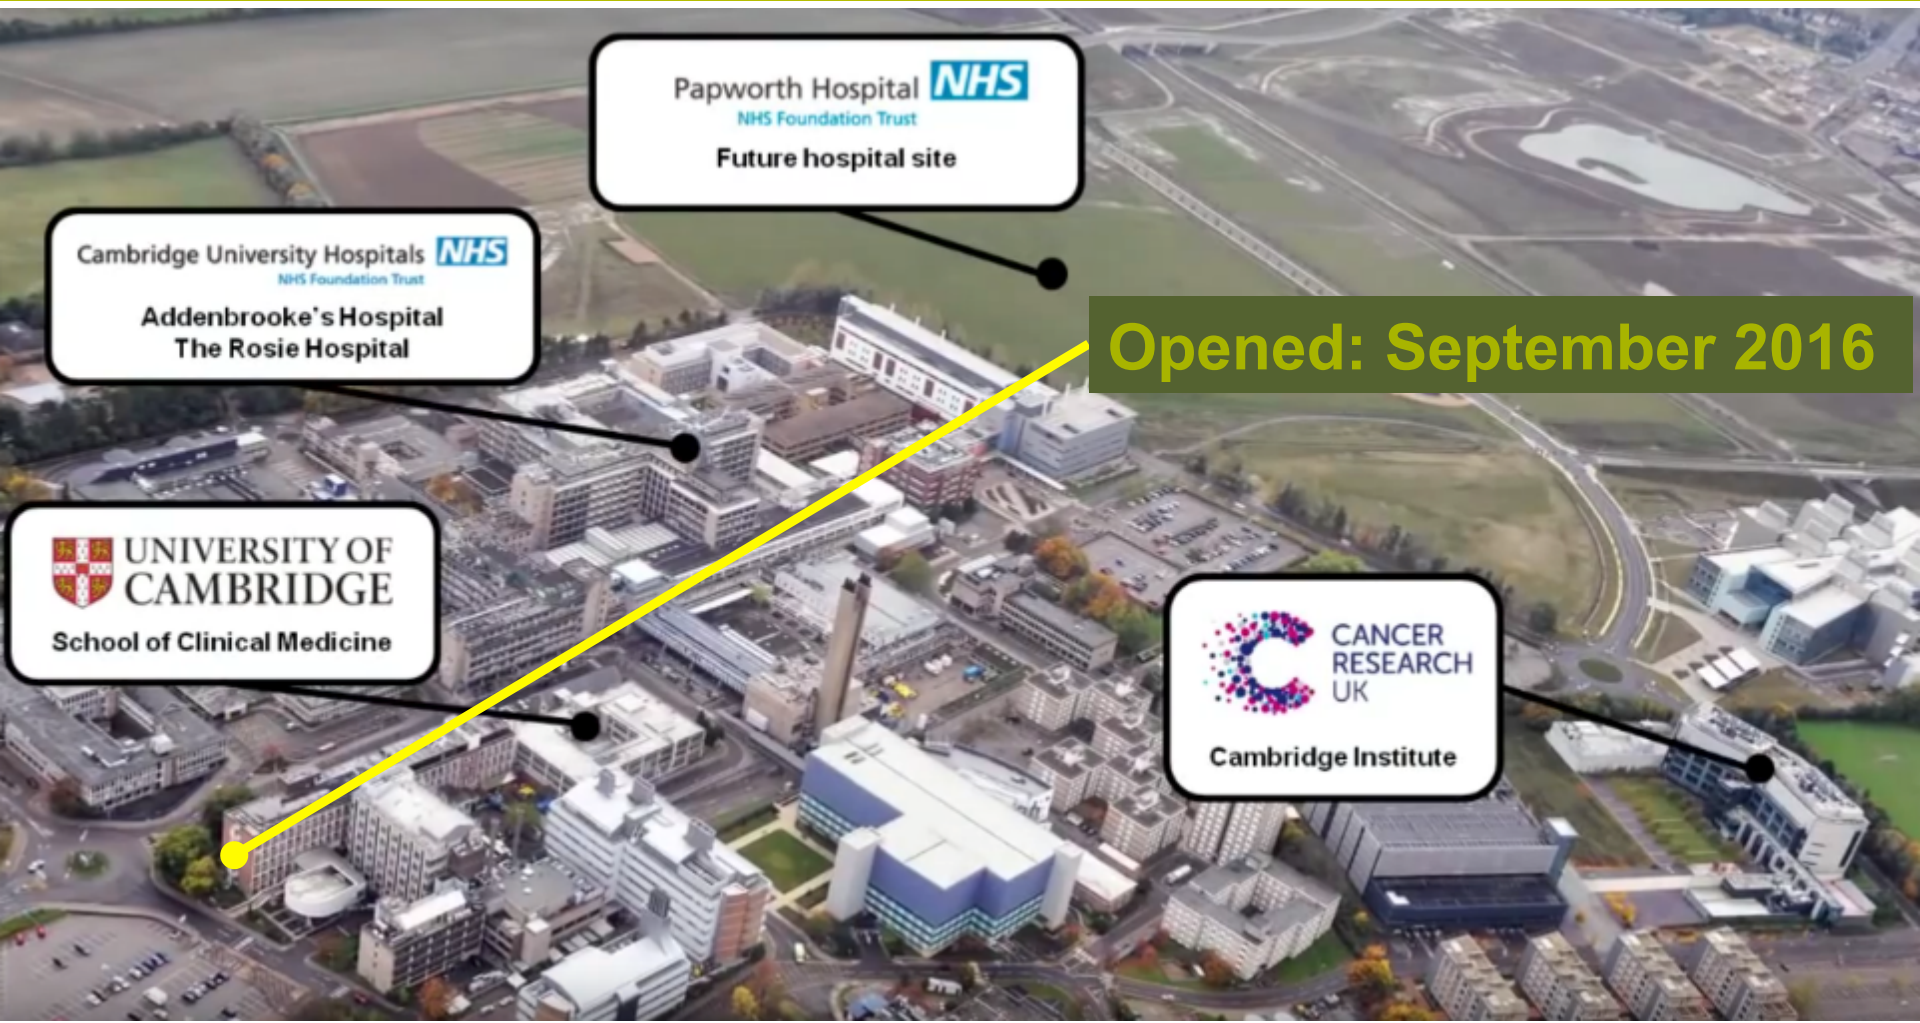 Papworth Hospital NHS
NHS Foundation Trust
Future hospital site
Cambridge University Hospitals NHS
NHS Foundation Trust
Addenbrooke's Hospital
The Rosie Hospital
Opened: September 2016
UNIVERSITY OF
CAMBRIDGE
School of Clinical Medicine
CANCER
RESEARCH
UK
Cambridge Institute